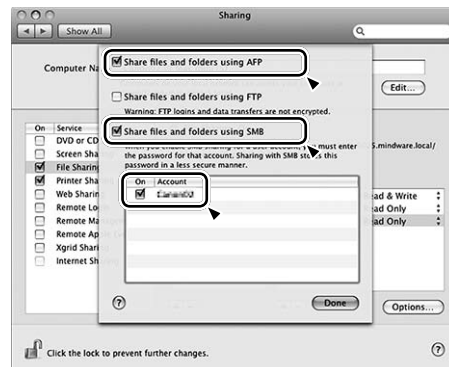 Sharing
Show All
Computer Na
Share files and folders using AFP
Edit...
Share files and folders using FTP
Warning: FTP logins and data transfers are not encrypted.
Share files and folders using SMB
When you enable SMB sharing for a user account, you must enter
the password for that account. Sharing with SMB stores this
password in a less secure manner.
.mindware.local/
On Service
DVD or CD
Screen Sha
File Sharing
Printer Sha
Web Sharin
Remote Lo
Remote Ma
Remote Ap
Xgrid Shari
Internet Sh
On Account
ad & Write
ad Only
ad Only
?
Done
Options...
Click the lock to prevent further changes.
?